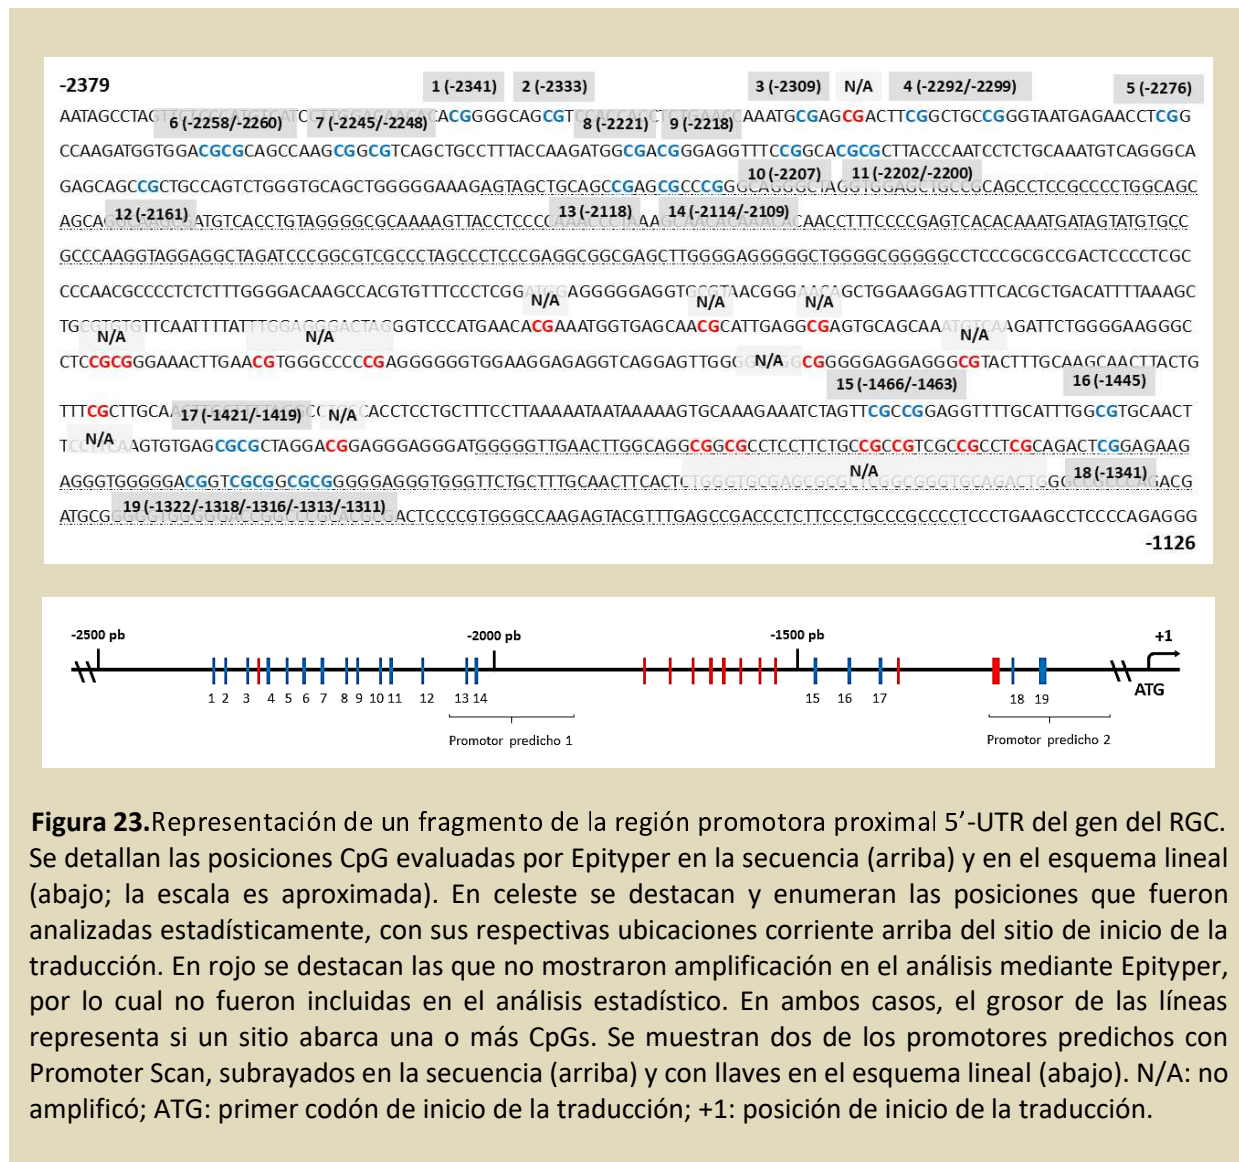 -2379
1 (-2341) 2 (-2333) 3 (-2309) N/A 4 (-2292/-2299) 5 (-2276)
AATAGCCTAG ACGGGGCAGCGT AAATGCGAGCGACTTCGGCTGCCGGGTAATGAGAACCTCGG
6 (-2258/-2260) 7 (-2245/-2248) 8 (-2221) 9 (-2218)
CCAAGATGGTGGACGCGCAGCCAAGCGGCGTCAGCTGCCTTTACCAAGATGGCGACGGGAGGTTTCCGGCACGCGCTTACCCAATCCTCTGCAAATGTCAGGGCA
10 (-2207) 11 (-2202/-2200)
GAGCAGCCGCTGCCAGTCTGGGTGCAGCTGGGGGAAAGAGTAGCTGCAGCCGAGCGCCCGG GCAGCCTCCGCCCCTGGCAGC
12 (-2161) 13 (-2118) 14 (-2114/-2109)
AGCAG ATGTCACCTGTAGGGGCGCAAAAGTTACCTCCCC AA CAACCTTTCCCCGAGTCACACAAATGATAGTATGTGCC
GCCCAAGGTAGGAGGCTAGATCCCGGCGTCGCCCTAGCCCTCCCGAGGCGGCGAGCTTGGGGAGGGGGCTGGGGCGGGGGCCTCCCGCGCCGACTCCCCTCGC
CCCAACGCCCCTCTCTTTGGGGACAAGCCACGTGTTTCCCTCGG AGGGGGAGGTG AACGGG AGCTGGAAGGAGTTTCACGCTGACATTTTAAAGC
N/A N/A N/A
TG TTCAATTTTAT GGTCCCATGAACACGAAATGGTGAGCAACGCATTGAGGCGAGTGCAGCAA AGATTCTGGGGAAGGGC
N/A N/A N/A
CTCCGCGGGAAACTTGAACGTGGGCCCCCCGAGGGGGGTGGAAGGAGAGGTCAGGAGTTGGG N/A CGGGGGAGGAGGGCGTACTTTGCAAGCAACTTACTG
15 (-1466/-1463) 16 (-1445)
TTTCGCTTGCAA 17 (-1421/-1419) N/A CACCTCCTGCTTTCCTTAAAAATAATAAAAAGTGCAAAGAAATCTAGTTCGCCGGAGGTTTTGCATTTGGCGTGCAACT
N/A
T AGTGTGAGCGCGCTAGGACGGAGGGAGGGATGGGGGTTGAACTTGGCAGGCGGCGCCTCCTTCTGCCGCCGTCGCCGCCTCGCAGACTCGGAGAAG
N/A 18 (-1341)
AGGGTGGGGGACGGTCGCGGCGCGGGGGAGGGTGGGTTCTGCTTTGCAACTTCACTC GACG
19 (-1322/-1318/-1316/-1313/-1311)
ATGCG ACTCCCCGTGGGCCAAGAGTACGTTTGAGCCGACCCTCTTCCCTGCCCGCCCCTCCCTGAAGCCTCCCCAGAGGG
-1126
-2500 pb -2000 pb -1500 pb +1
1 2 3 4 5 6 7 8 9 10 11 12 13 14 15 16 17 18 19 ATG
Promotor predicho 1 Promotor predicho 2
Figura 23.Representación de un fragmento de la región promotora proximal 5’-UTR del gen del RGC.
Se detallan las posiciones CpG evaluadas por Epityper en la secuencia (arriba) y en el esquema lineal
(abajo; la escala es aproximada). En celeste se destacan y enumeran las posiciones que fueron
analizadas estadísticamente, con sus respectivas ubicaciones corriente arriba del sitio de inicio de la
traducción. En rojo se destacan las que no mostraron amplificación en el análisis mediante Epityper,
por lo cual no fueron incluidas en el análisis estadístico. En ambos casos, el grosor de las líneas
representa si un sitio abarca una o más CpGs. Se muestran dos de los promotores predichos con
Promoter Scan, subrayados en la secuencia (arriba) y con llaves en el esquema lineal (abajo). N/A: no
amplificó; ATG: primer codón de inicio de la traducción; +1: posición de inicio de la traducción.